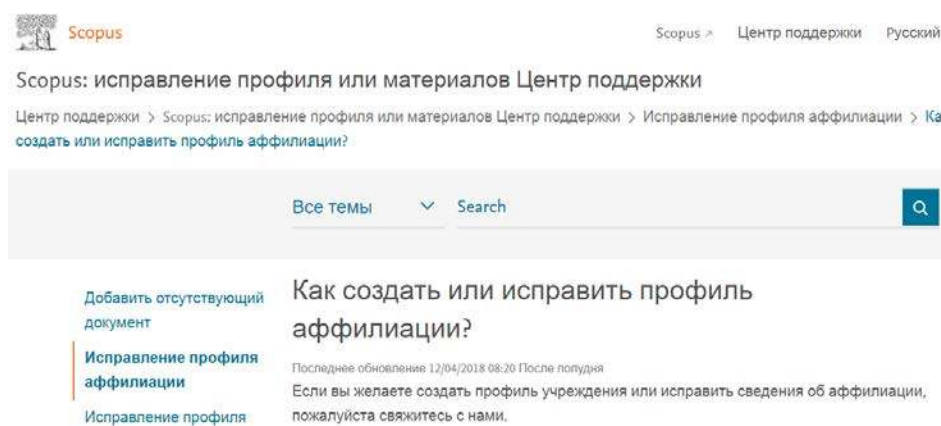 Scopus
Scopus ↗ Центр поддержки Русский
Scopus: исправление профиля или материалов Центр поддержки
Центр поддержки > Scopus: исправление профиля или материалов Центр поддержки > Исправление профиля аффилиации > Ка
создать или исправить профиль аффилиации?
Все темы Search
Добавить отсутствующий
документ
Исправление профиля
аффилиации
Исправление профиля
Как создать или исправить профиль
аффилиации?
Последнее обновление 12/04/2018 08:20 После полудня
Если вы желаете создать профиль учреждения или исправить сведения об аффилиации,
пожалуйста свяжитесь с нами.